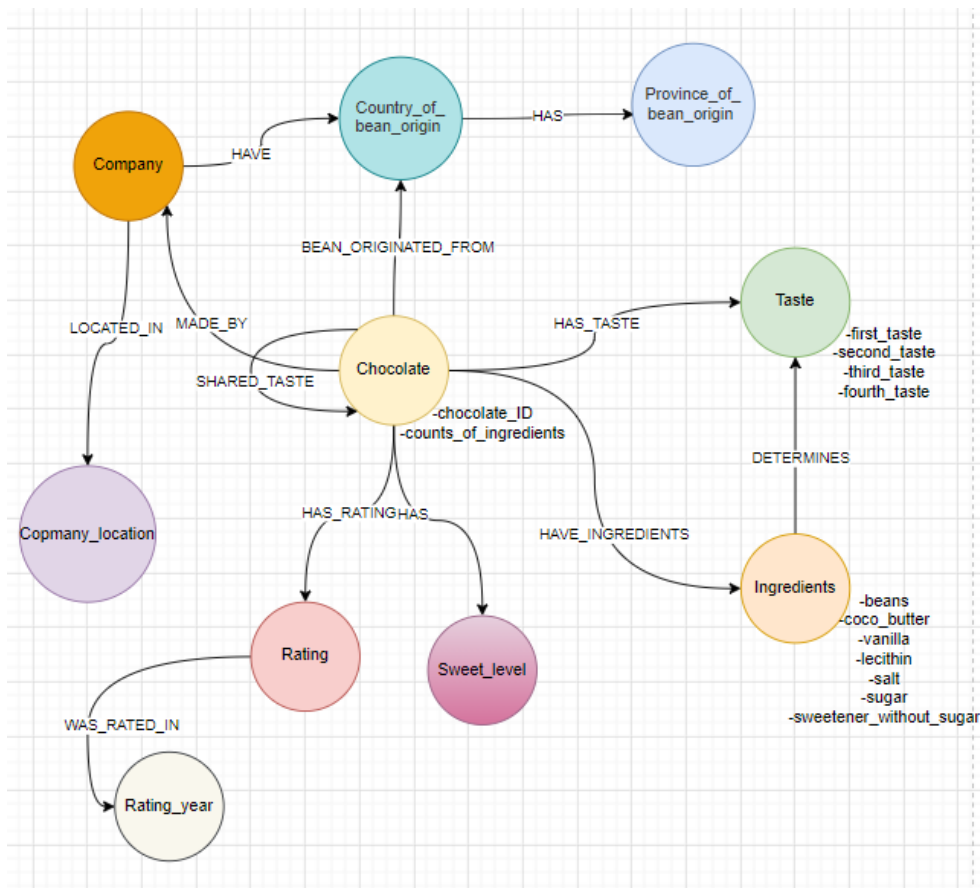 Country_of_
bean_origin
Province_of_
bean_origin
HAS
HAVE
Company
BEAN_ORIGINATED_FROM
Taste
LOCATED_IN
MADE_BY
HAS_TASTE
-first_taste
-second_taste
-third_taste
-fourth_taste
SHARED_TASTE
Chocolate
-chocolate_ID
-counts_of_ingredients
DETERMINES
HAS_RATING
HAS
HAVE_INGREDIENTS
Copmany_location
Ingredients
-beans
-coco_butter
-vanilla
-lecithin
-salt
-sugar
-sweetener_without_sugar
Rating
Sweet_level
WAS_RATED_IN
Rating_year